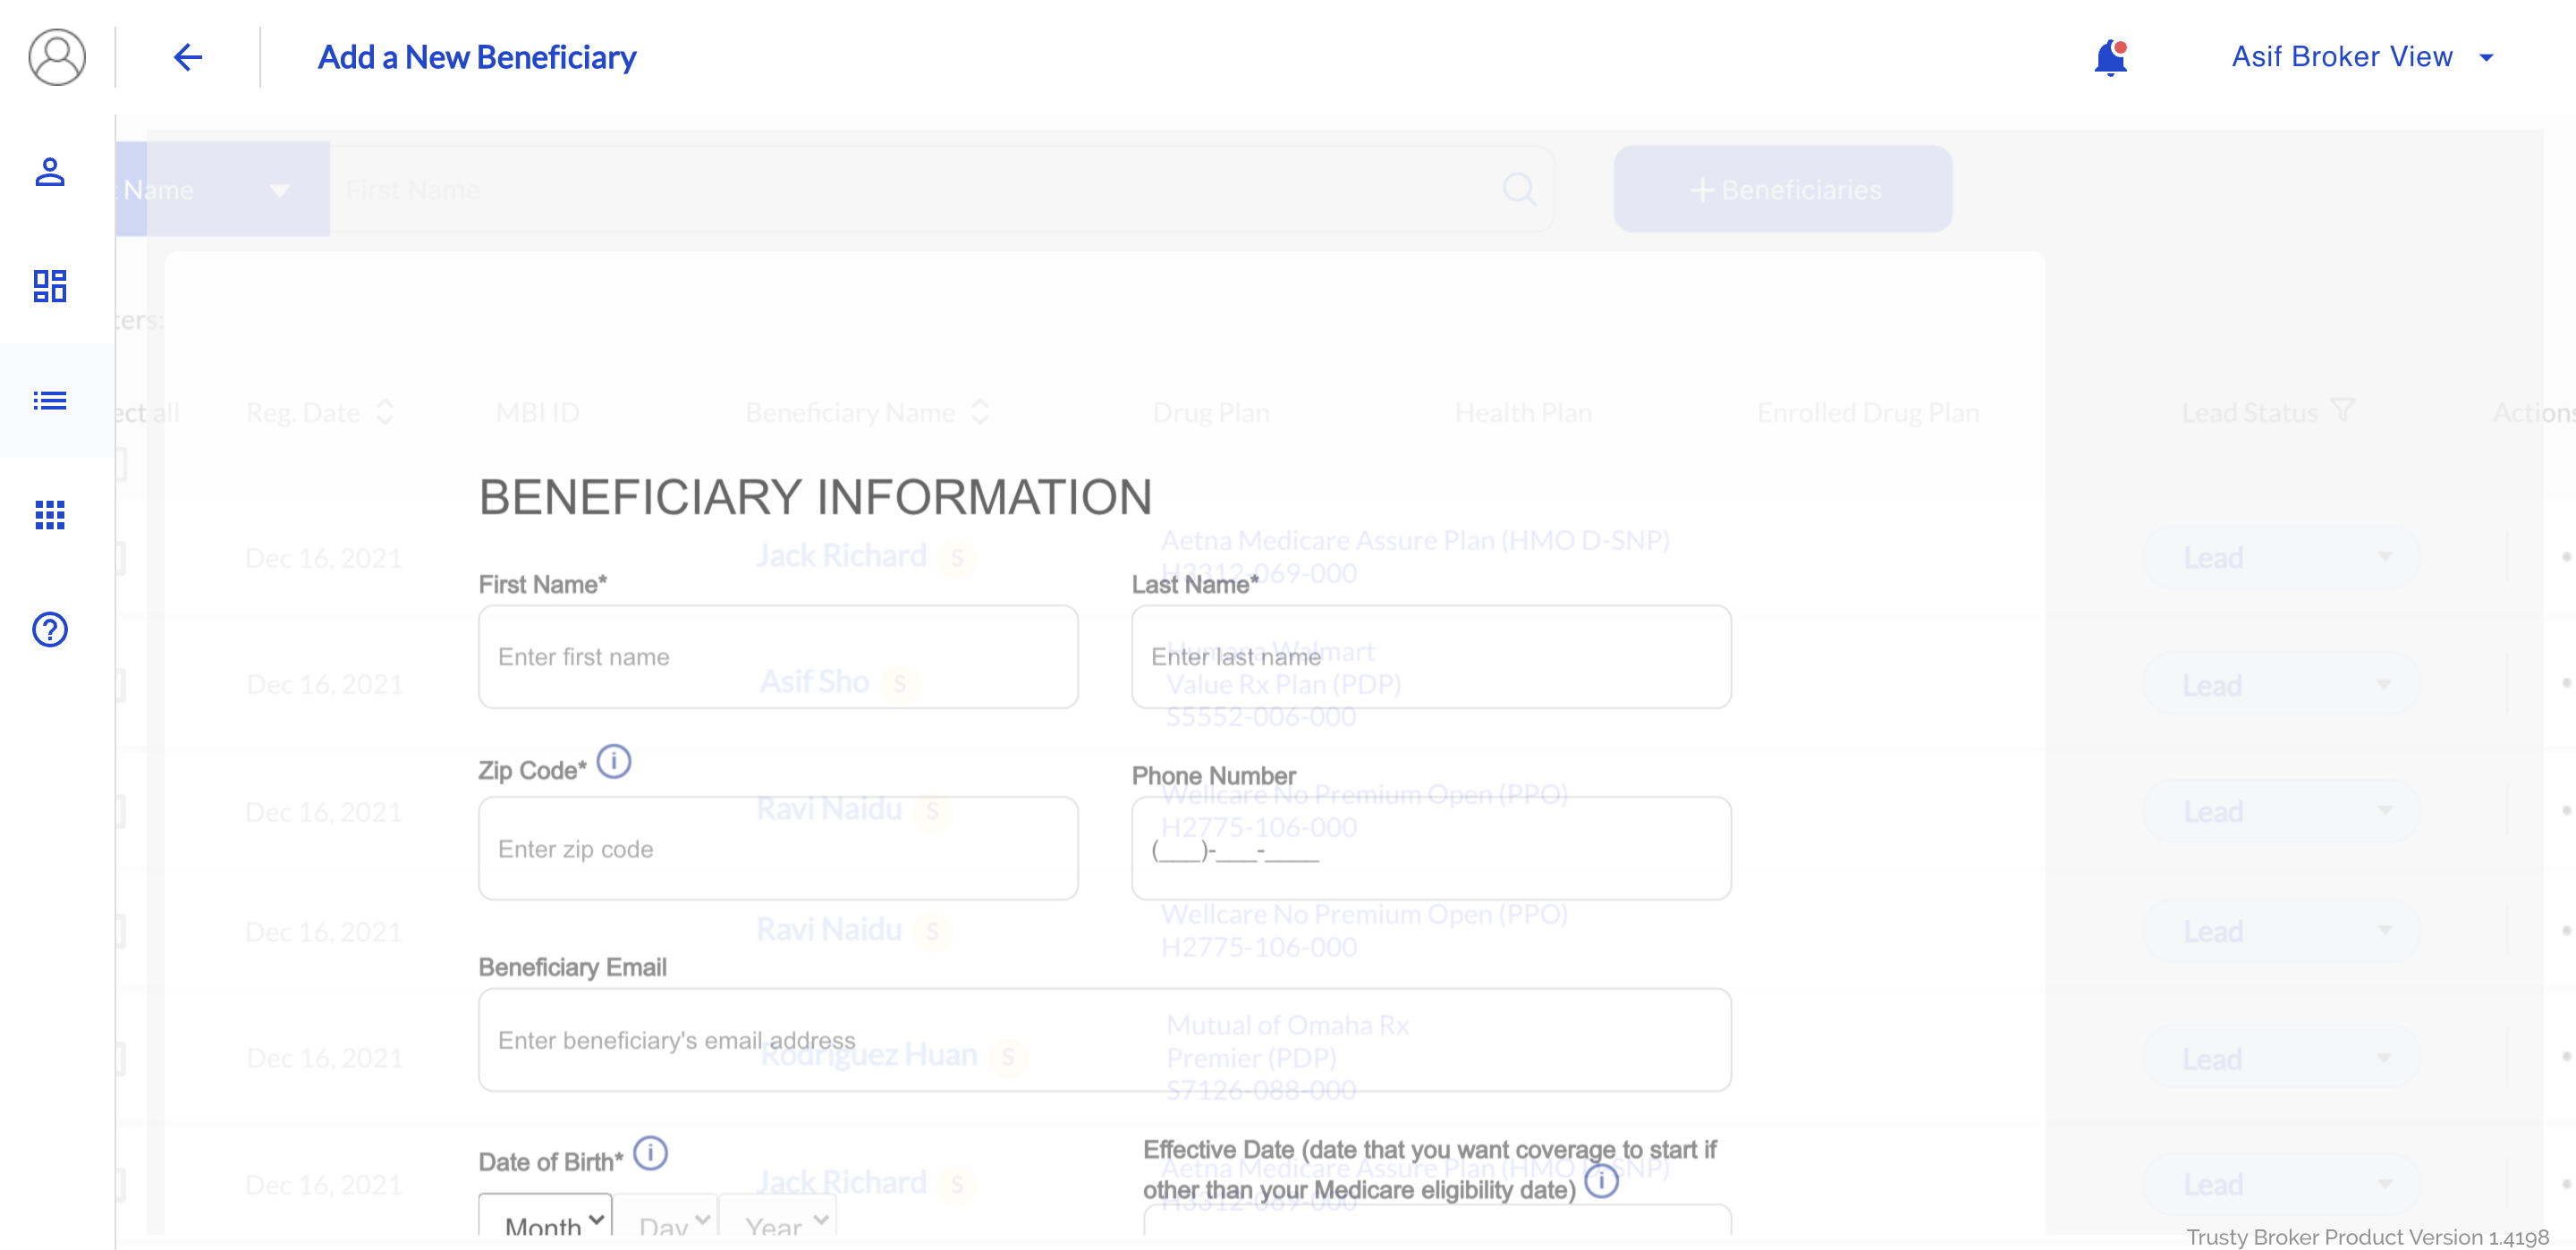 Add a New Beneficiary
Asif Broker View
Name
First Name
+ Beneficiaries
ters:
ect all
Reg. Date
MBI ID
Beneficiary Name
Drug Plan
Health Plan
Enrolled Drug Plan
Lead Status
Actions
BENEFICIARY INFORMATION
Dec 16, 2021
Jack Richard S
Aetna Medicare Assure Plan (HMO D-SNP)
H3312-069-000
Lead
First Name*
Last Name*
Enter first name
Enter last name
Dec 16, 2021
Asif Sho S
Humana Walmart
Value Rx Plan (PDP)
S5552-006-000
Lead
Zip Code* i
Phone Number
Enter zip code
(___)-___-____
Dec 16, 2021
Ravi Naidu S
Wellcare No Premium Open (PPO)
H2775-106-000
Lead
Dec 16, 2021
Ravi Naidu S
Wellcare No Premium Open (PPO)
H2775-106-000
Lead
Beneficiary Email
Enter beneficiary's email address
Dec 16, 2021
Rodriguez Huan S
Mutual of Omaha Rx
Premier (PDP)
S7126-088-000
Lead
Date of Birth* i
Effective Date (date that you want coverage to start if
other than your Medicare eligibility date) i
Dec 16, 2021
Jack Richard S
Aetna Medicare Assure Plan (HMO D-SNP)
H3312-069-000
Lead
Month
Day
Year
Trusty Broker Product Version 1.4198